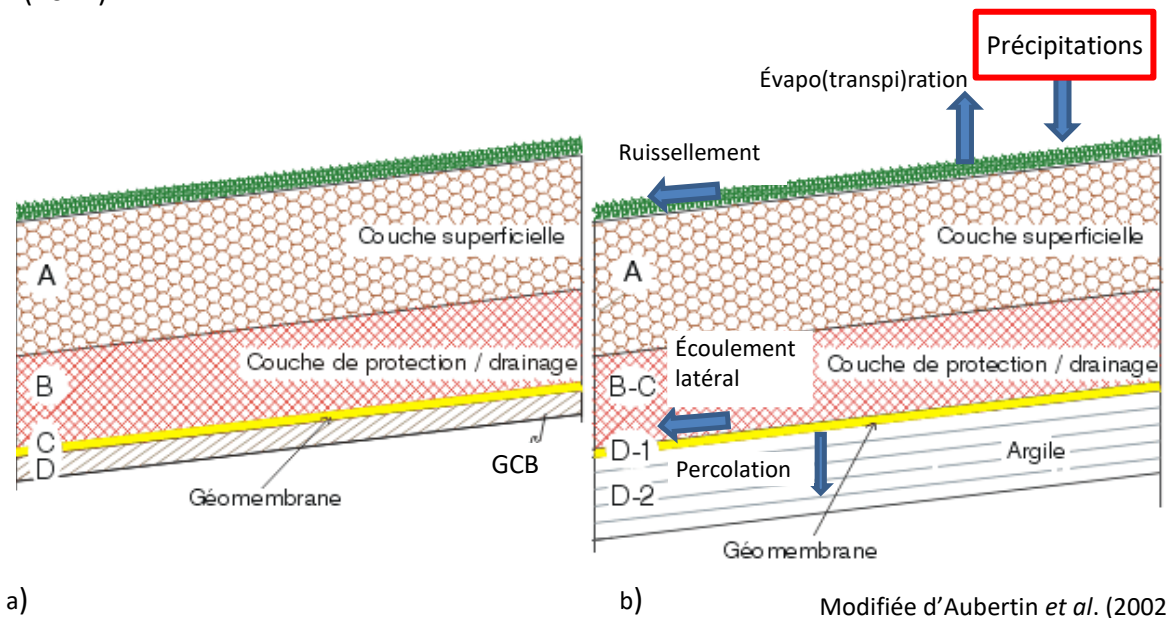 Précipitations
Évapo(transpi)ration
Ruissellement
Couche superficielle
A
Couche de protection / drainage
B
C
D
GCB
Géomembrane
a)
Couche superficielle
A
Écoulement
latéral
Couche de protection / drainage
B-C
D-1
Percolation
Argile
D-2
Géomembrane
b)
Modifiée d'Aubertin et al. (2002